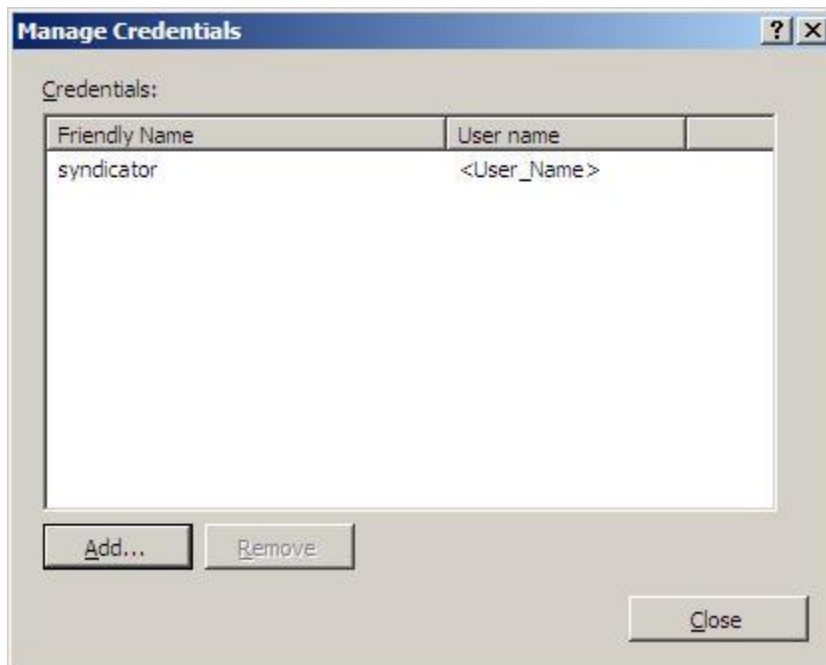 Manage Credentials
Credentials:
Friendly Name User name
syndicator <User_Name>
Add... Remove
Close